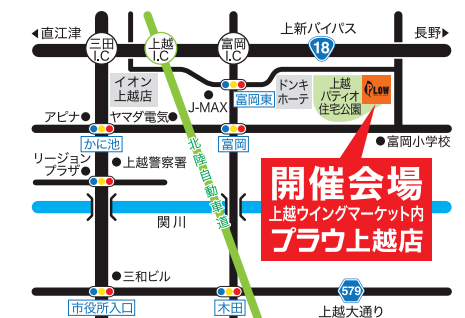 直江津
上新バイパス
長野
三田
I.C
上越
I.C
富岡
I.C
18
イオン
上越店
J-MAX
富岡東
ドンキ
ホーテ
上越
パティオ
住宅公園
PLOW
アピナ
ヤマダ電気
かに池
富岡
富岡小学校
リージョン
プラザ
上越警察署
北陸自動車道
開催会場
上越ウイングマーケット内
プラウ上越店
関川
三和ビル
579
市役所入口
木田
上越大通り